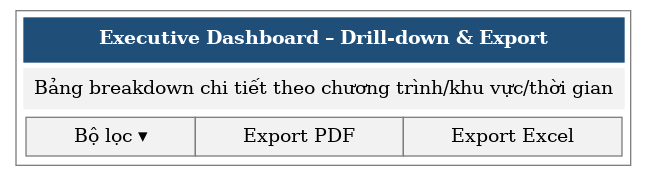 Executive Dashboard – Drill-down & Export
Bảng breakdown chi tiết theo chương trình/khu vực/thời gian
Bộ lọc ▾ Export PDF Export Excel